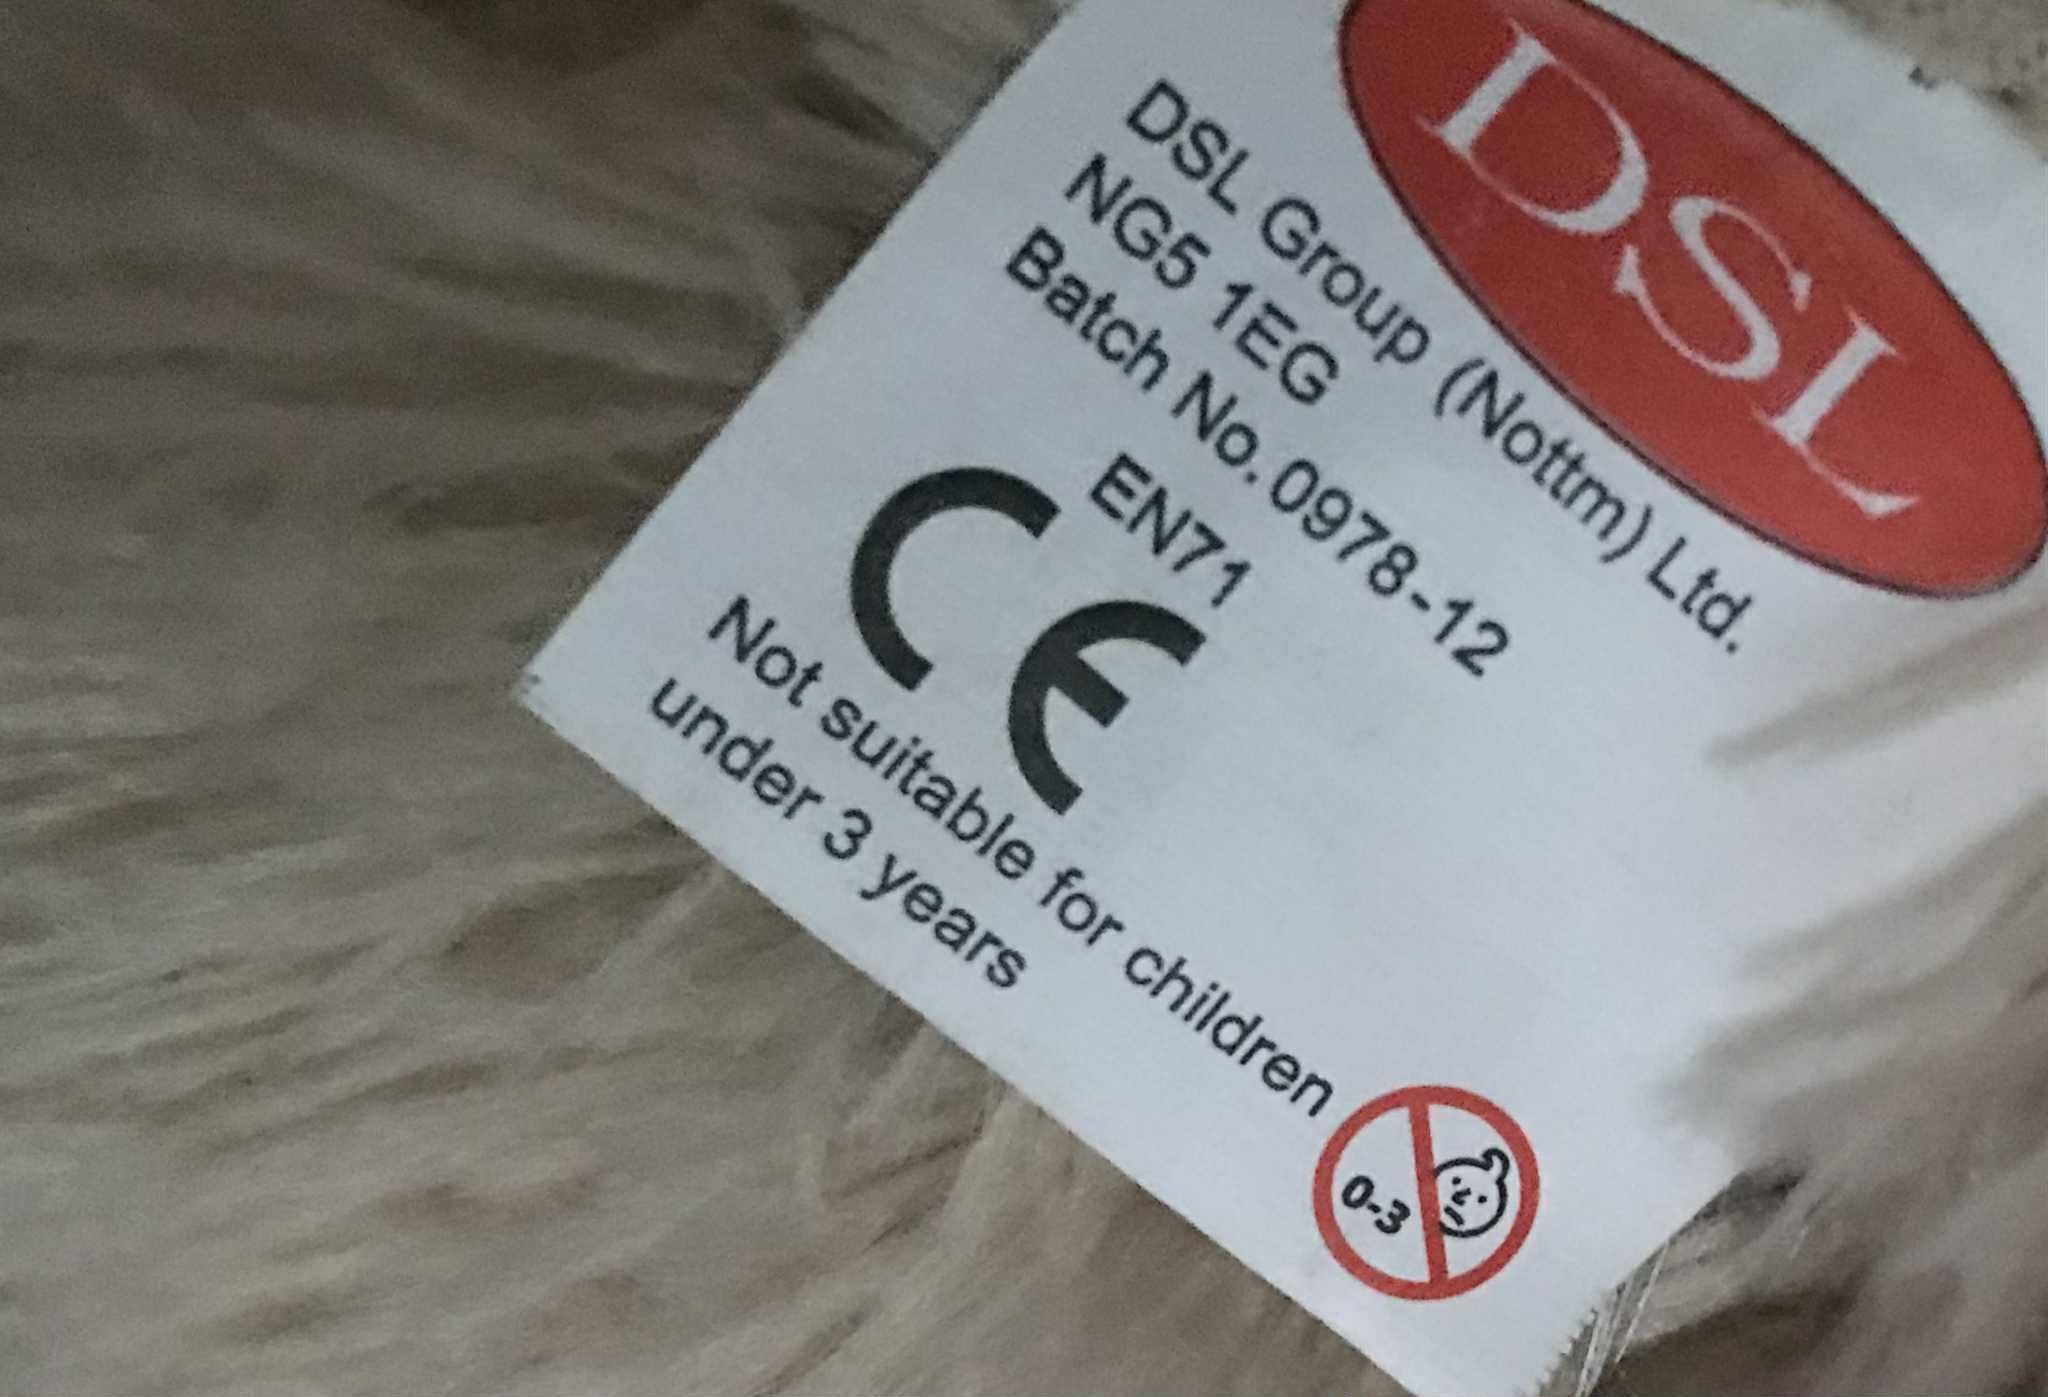 DSL
DSL Group (Nottm) Ltd.
NG5 1EG
Batch No. 0978-12
EN71
CE
Not suitable for children
under 3 years
0-3